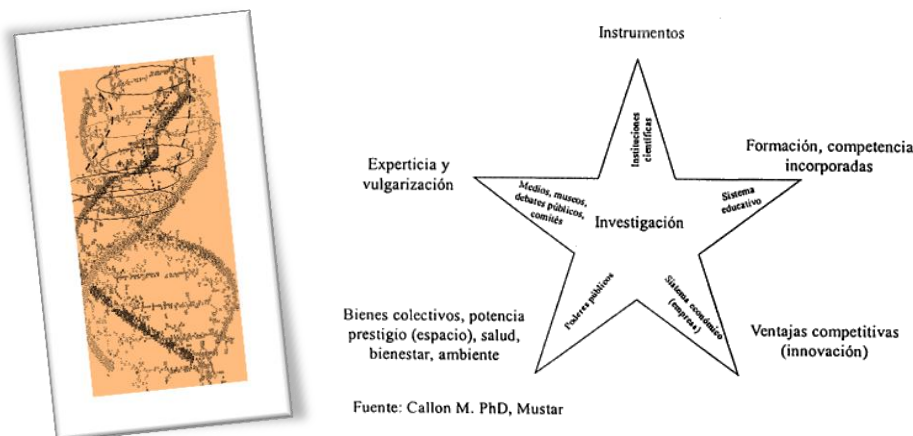 Instrumentos
Instituciones
científicas
Formación, competencia
incorporadas
Sistema
educativo
Experticia y
vulgarización
Medios, museos,
debates públicos,
comités
Investigación
Poderes públicos
Sistema económico
(empresa)
Bienes colectivos, potencia
prestigio (espacio), salud,
bienestar, ambiente
Ventajas competitivas
(innovación)
Fuente: Callon M. PhD, Mustar